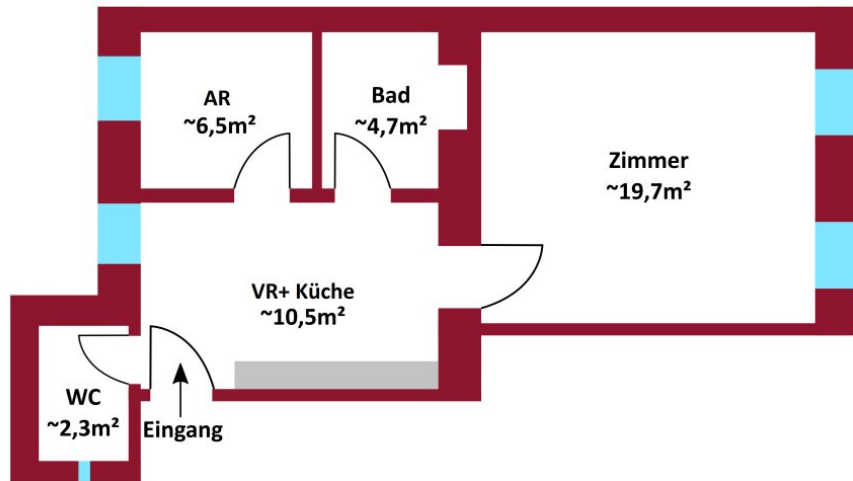 AR
~6,5m²
Bad
~4,7m²
Zimmer
~19,7m²
VR+ Küche
~10,5m²
WC
~2,3m²
Eingang